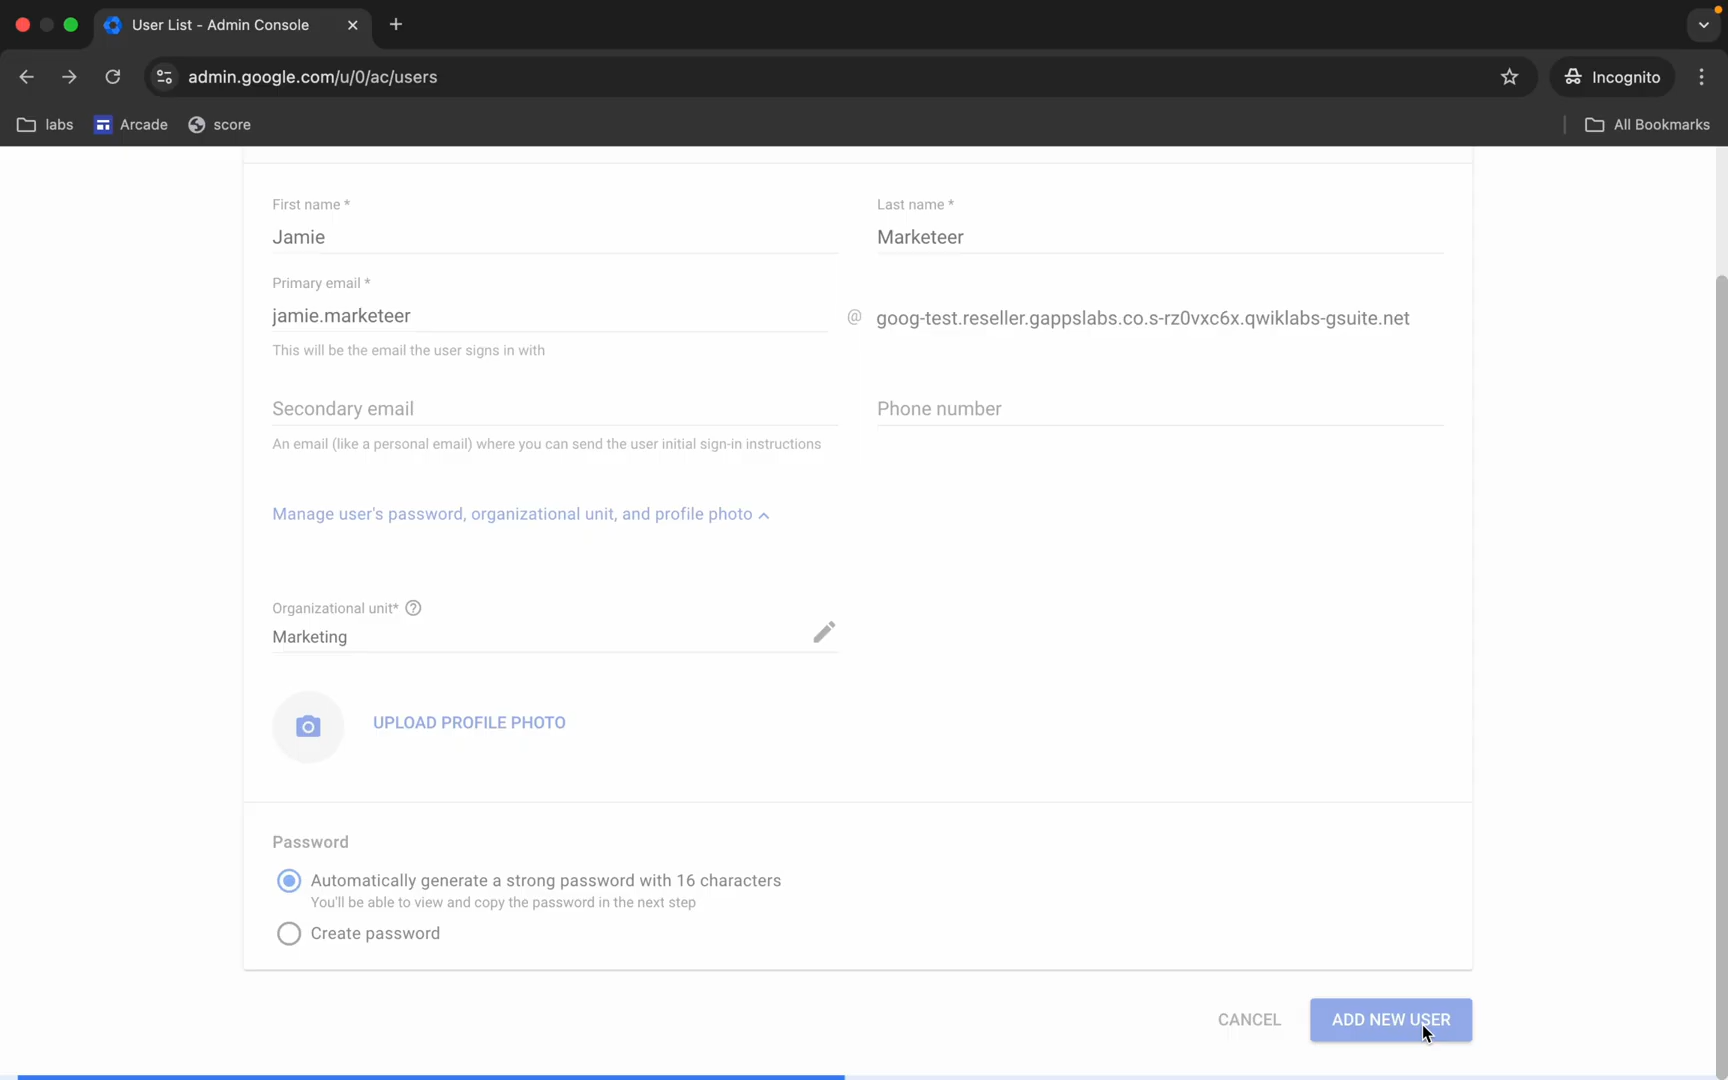 User List - Admin Console
admin.google.com/u/0/ac/users
Incognito
labs
Arcade
score
All Bookmarks
First name *
Last name *
Jamie
Marketeer
Primary email *
jamie.marketeer
@
goog-test.reseller.gappslabs.co.s-rz0vxc6x.qwiklabs-gsuite.net
This will be the email the user signs in with
Secondary email
Phone number
An email (like a personal email) where you can send the user initial sign-in instructions
Manage user's password, organizational unit, and profile photo
Organizational unit*
Marketing
UPLOAD PROFILE PHOTO
Password
Automatically generate a strong password with 16 characters
You'll be able to view and copy the password in the next step
Create password
CANCEL
ADD NEW USER